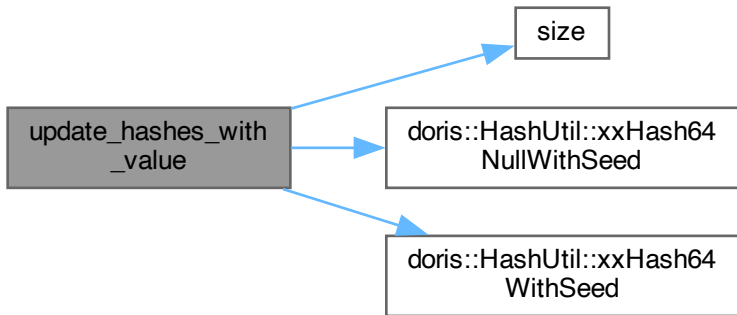 size
update_hashes_with
_value
doris::HashUtil::xxHash64
NullWithSeed
doris::HashUtil::xxHash64
WithSeed